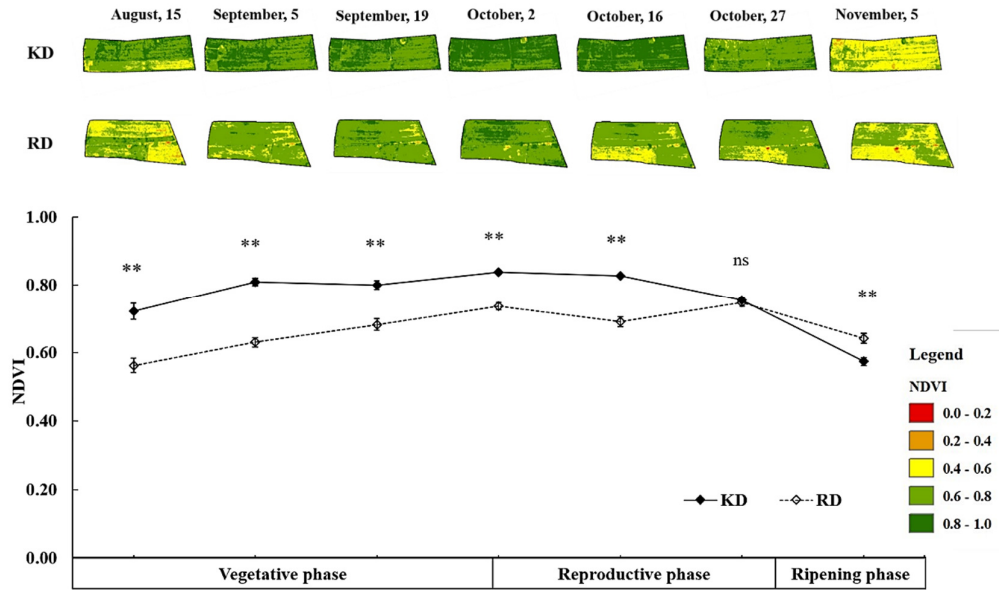 August, 15 September, 5 September, 19 October, 2 October, 16 October, 27 November, 5
KD
RD
1.00
** ** ** ** ** ns **
0.80
0.60
NDVI
0.40
0.20
0.00
KD RD
Legend
NDVI
0.0 - 0.2
0.2 - 0.4
0.4 - 0.6
0.6 - 0.8
0.8 - 1.0
Vegetative phase Reproductive phase Ripening phase